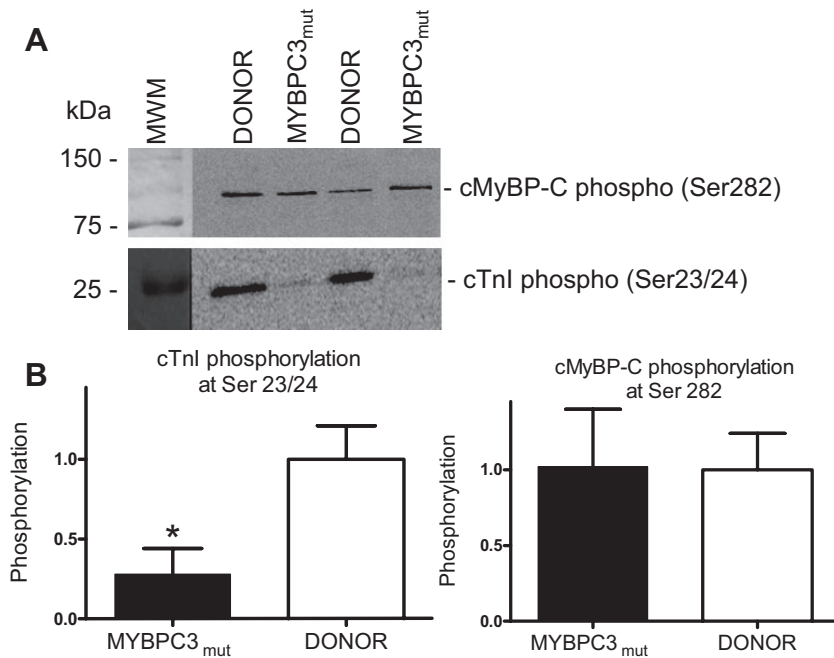 A
kDa
MWM
DONOR
MYBPC3mut
DONOR
MYBPC3mut
150 -
75 -
- cMyBP-C phospho (Ser282)
25 -
- cTnI phospho (Ser23/24)
B
cTnI phosphorylation
at Ser 23/24
Phosphorylation
1.0
0.5
0.0
*
MYBPC3mut
DONOR
cMyBP-C phosphorylation
at Ser 282
Phosphorylation
1.0
0.5
0.0
MYBPC3mut
DONOR